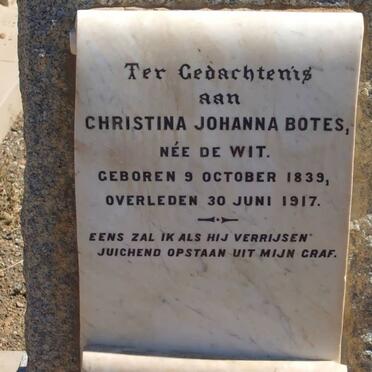 Ter Gedachtenis
aan
CHRISTINA JOHANNA BOTES,
NÉE DE WIT.
GEBOREN 9 OCTOBER 1839,
OVERLEDEN 30 JUNI 1917.
EENS ZAL IK ALS HIJ VERRIJSEN
JUICHEND OPSTAAN UIT MIJN GRAF.